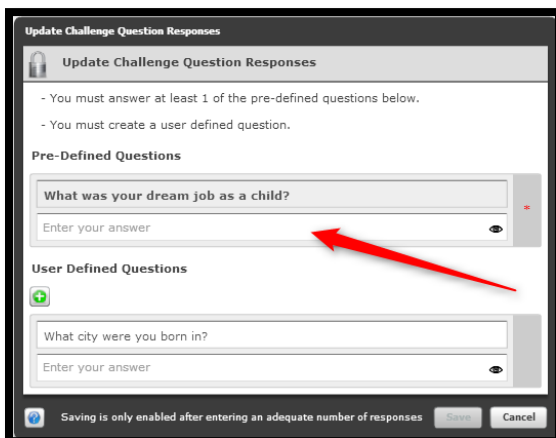 Update Challenge Question Responses
Update Challenge Question Responses
- You must answer at least 1 of the pre-defined questions below.
- You must create a user defined question.
Pre-Defined Questions
What was your dream job as a child?
*
Enter your answer
User Defined Questions
What city were you born in?
Enter your answer
Saving is only enabled after entering an adequate number of responses
Save
Cancel